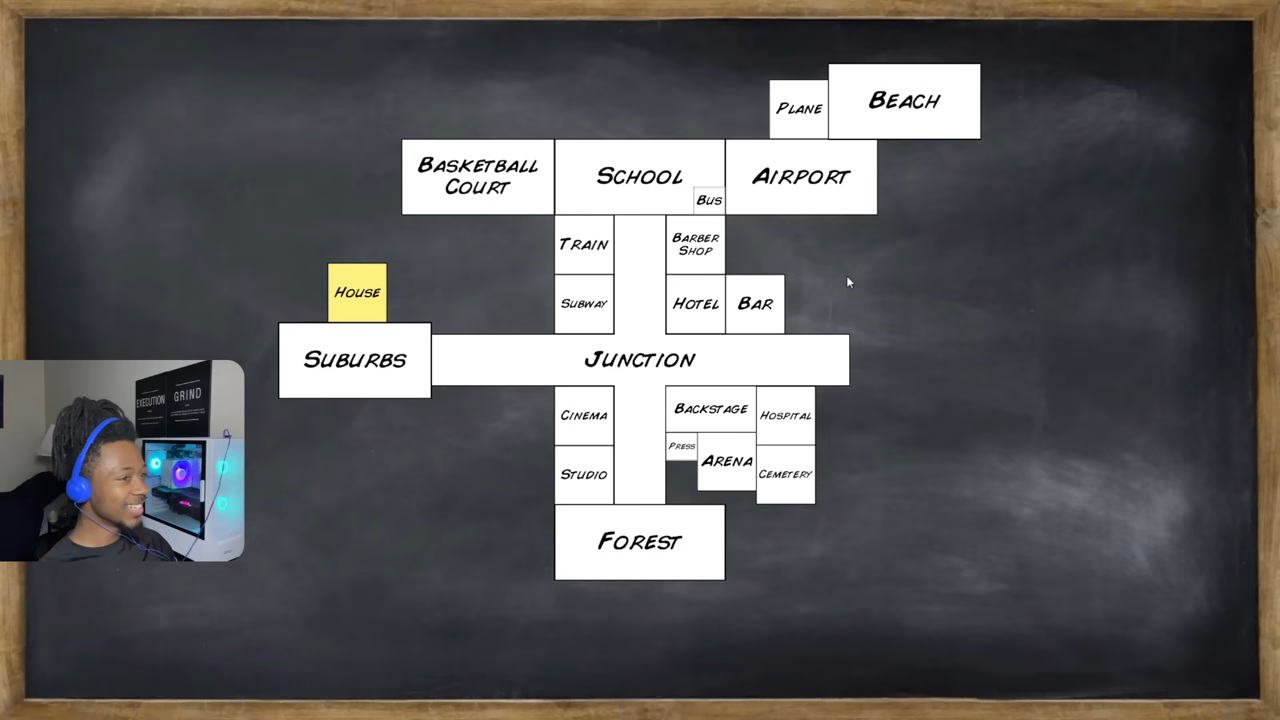 Plane
Beach
Basketball
Court
School
Bus
Airport
Train
Barber
Shop
House
Subway
Hotel
Bar
Suburbs
Junction
Cinema
Backstage
Hospital
Press
Studio
Arena
Cemetery
Forest
EXECUTION
GRIND